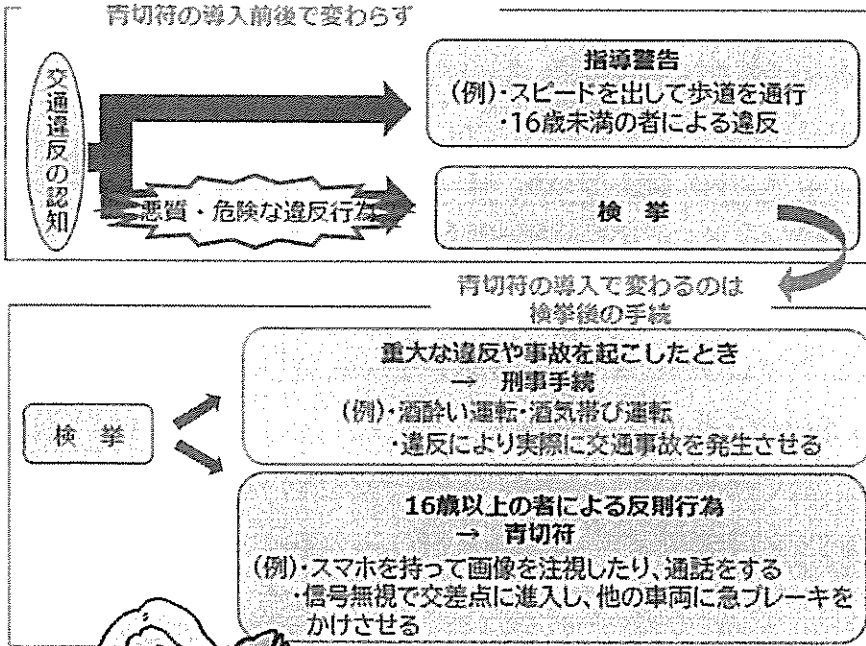 青切符の導入前後で変わらず
交通違反の認知
指導警告
(例)・スピードを出して歩道を通行
・16歳未満の者による違反
悪質・危険な違反行為
検 挙
青切符の導入で変わるのは
検挙後の手続
検 挙
重大な違反や事故を起こしたとき
→ 刑事手続
(例)・酒酔い運転・酒気帯び運転
・違反により実際に交通事故を発生させる
16歳以上の者による反則行為
→ 青切符
(例)・スマホを持って画像を注視したり、通話をする
・信号無視で交差点に進入し、他の車両に急ブレーキを
かけさせる